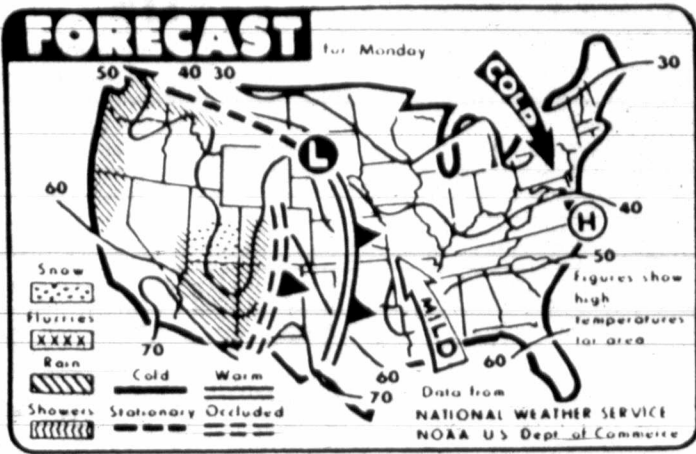 FORECAST for Monday
50 40 30
30
COLD
L
60
H
40
50
Snow
Flurries
Rain
Showers
70
Cold
Warm
Stationary
Occluded
MILD
60
70
60
Figures show
high
temperatures
for area
Data from
NATIONAL WEATHER SERVICE
NOAA US Dept of Commerce